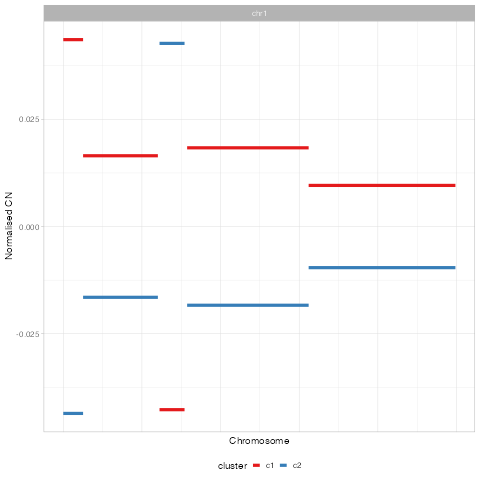 chr1
Normalised CN
0.025
0.000
-0.025
Chromosome
cluster c1 c2